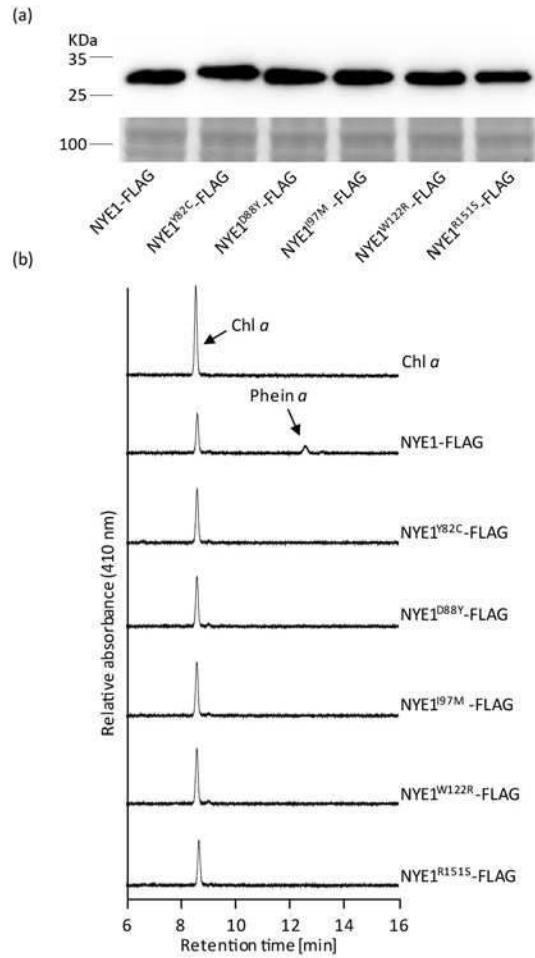 (a)
KDa
35
25
100
NYE1-FLAG
NYE1Y82C-FLAG
NYE1D88Y-FLAG
NYE1I97M -FLAG
NYE1W122R-FLAG
NYE1R151S-FLAG
(b)
Chl a
Chl a
Phein a
NYE1-FLAG
NYE1Y82C-FLAG
NYE1D88Y-FLAG
NYE1I97M -FLAG
NYE1W122R-FLAG
NYE1R151S-FLAG
Relative absorbance (410 nm)
6 8 10 12 14 16
Retention time [min]